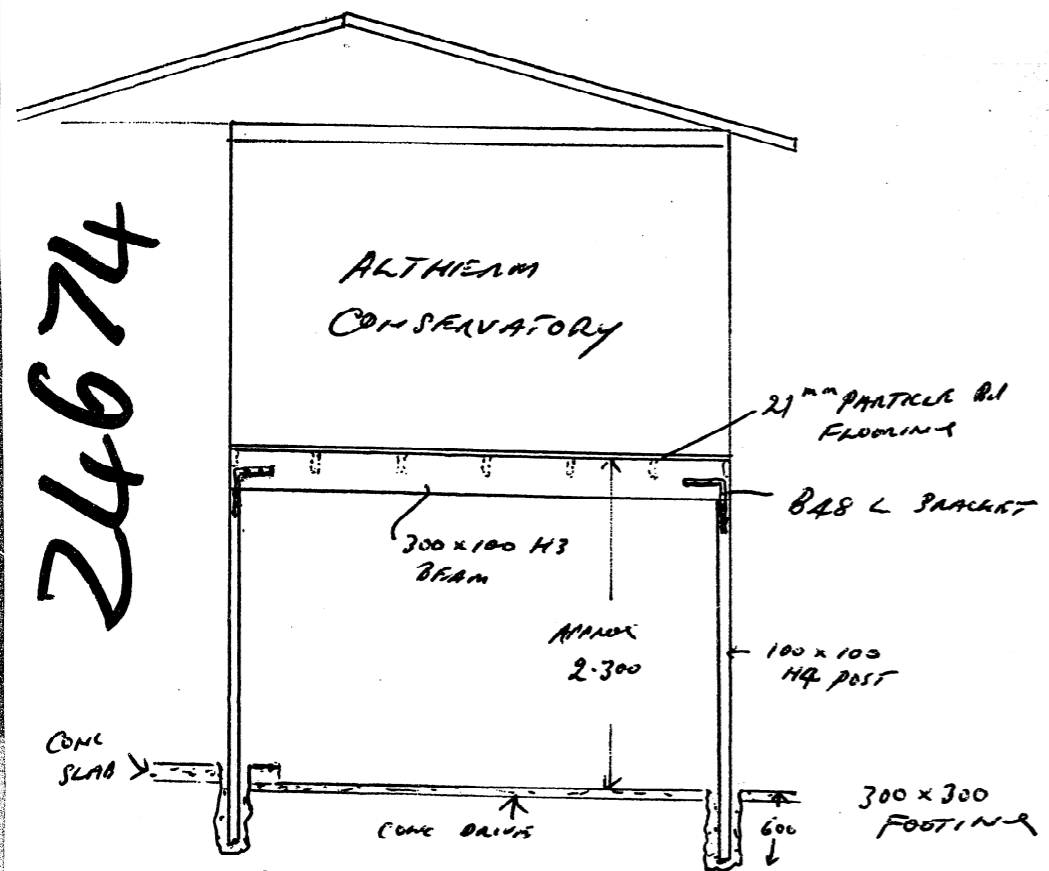 24674
ALTHERM
CONSERVATORY
21mm PARTICLE Bd
FLOORING
B48 L BRACKET
300 x 100 H3
BEAM
APPROX
2.300
100 x 100
H4 POST
CONC
SLAB
CONC DRIVE
600
300 x 300
FOOTING